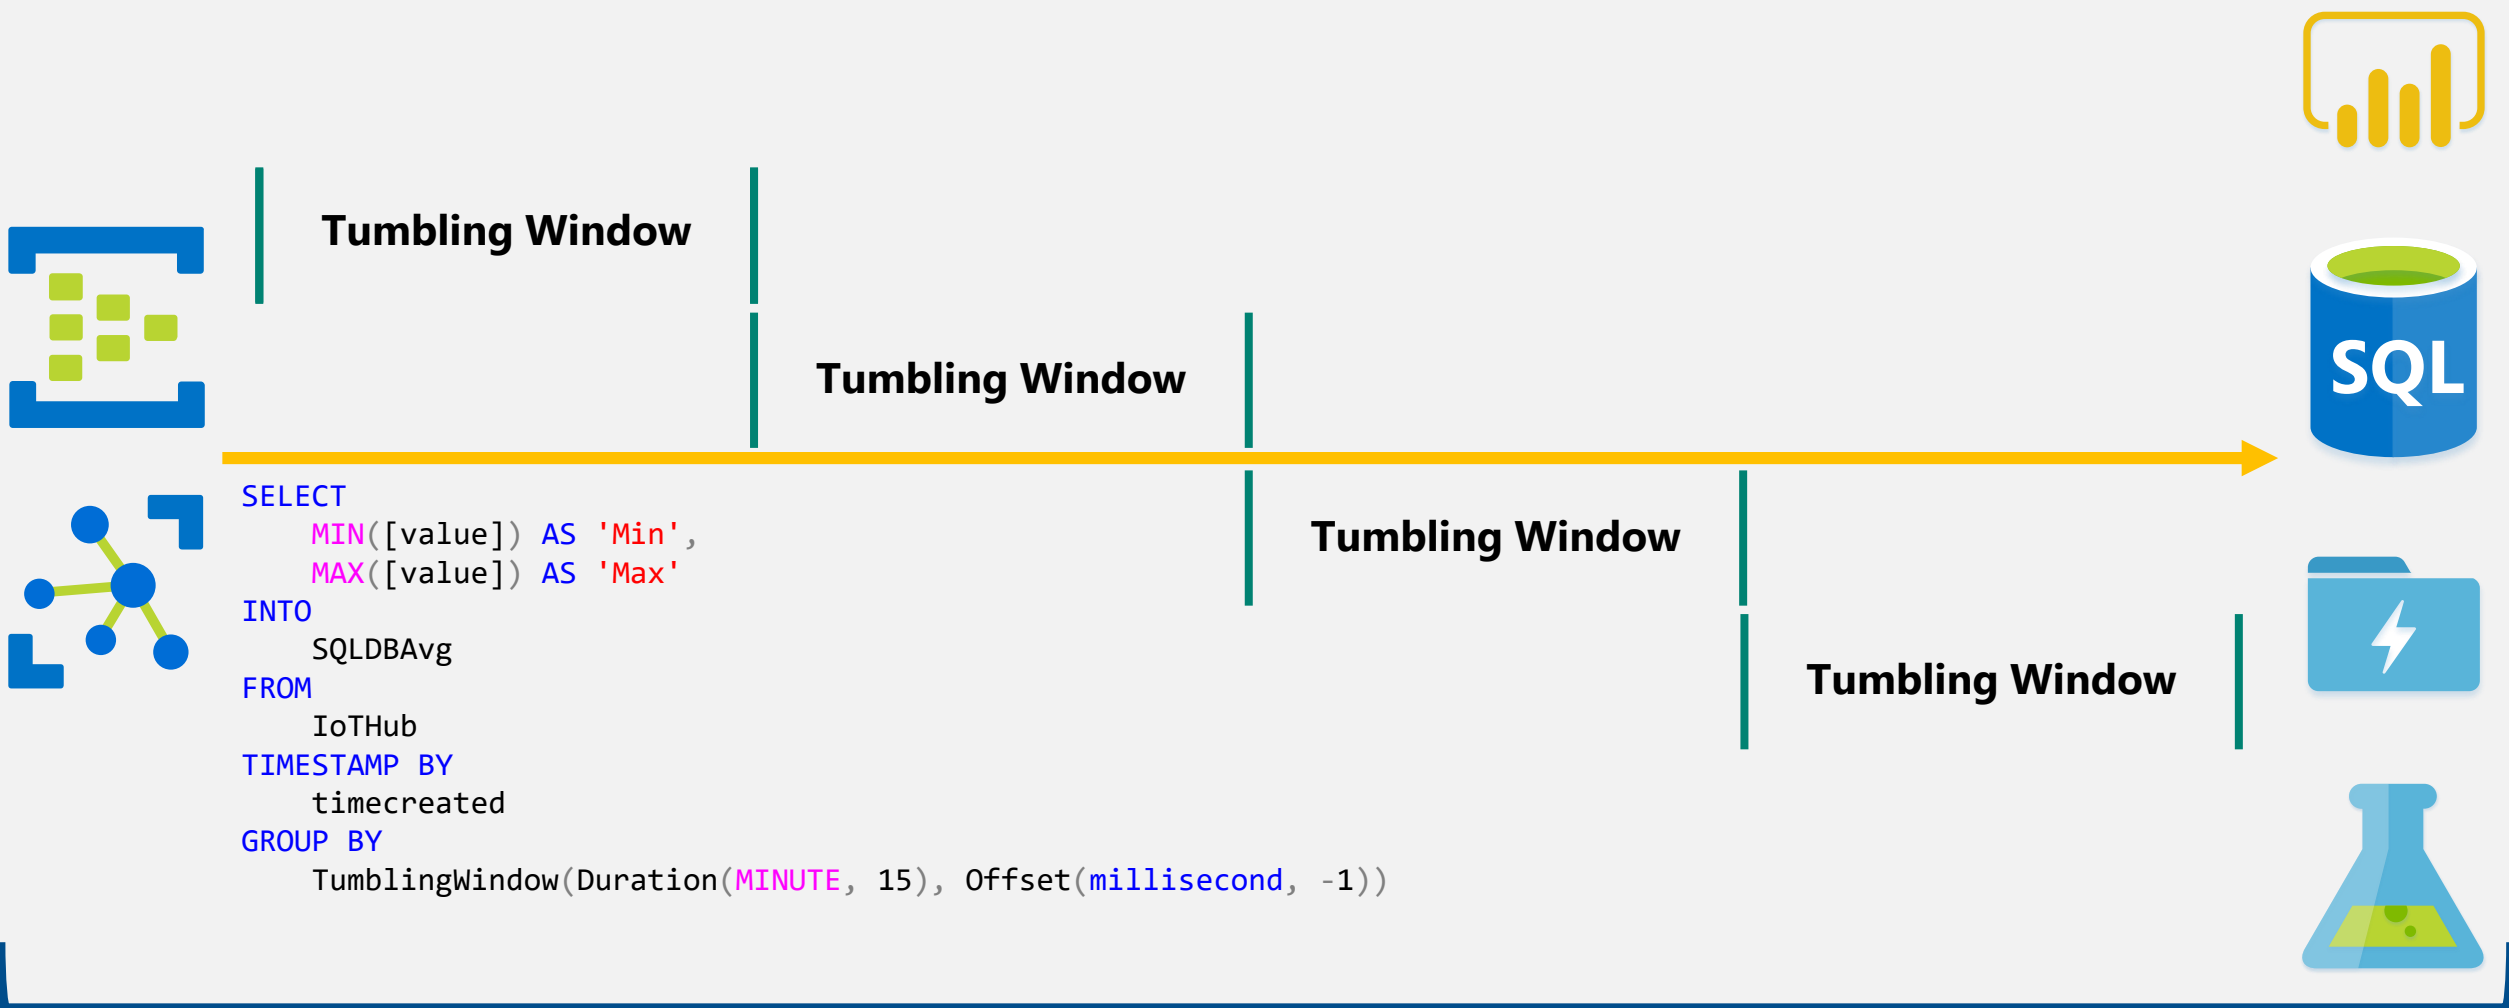 Tumbling Window
Tumbling Window
SQL
SELECT
MIN([value]) AS 'Min',
MAX([value]) AS 'Max'
INTO
SQLDBAvg
FROM
IoTHub
TIMESTAMP BY
timecreated
GROUP BY
TumblingWindow(Duration(MINUTE, 15), Offset(millisecond, -1))
Tumbling Window
Tumbling Window